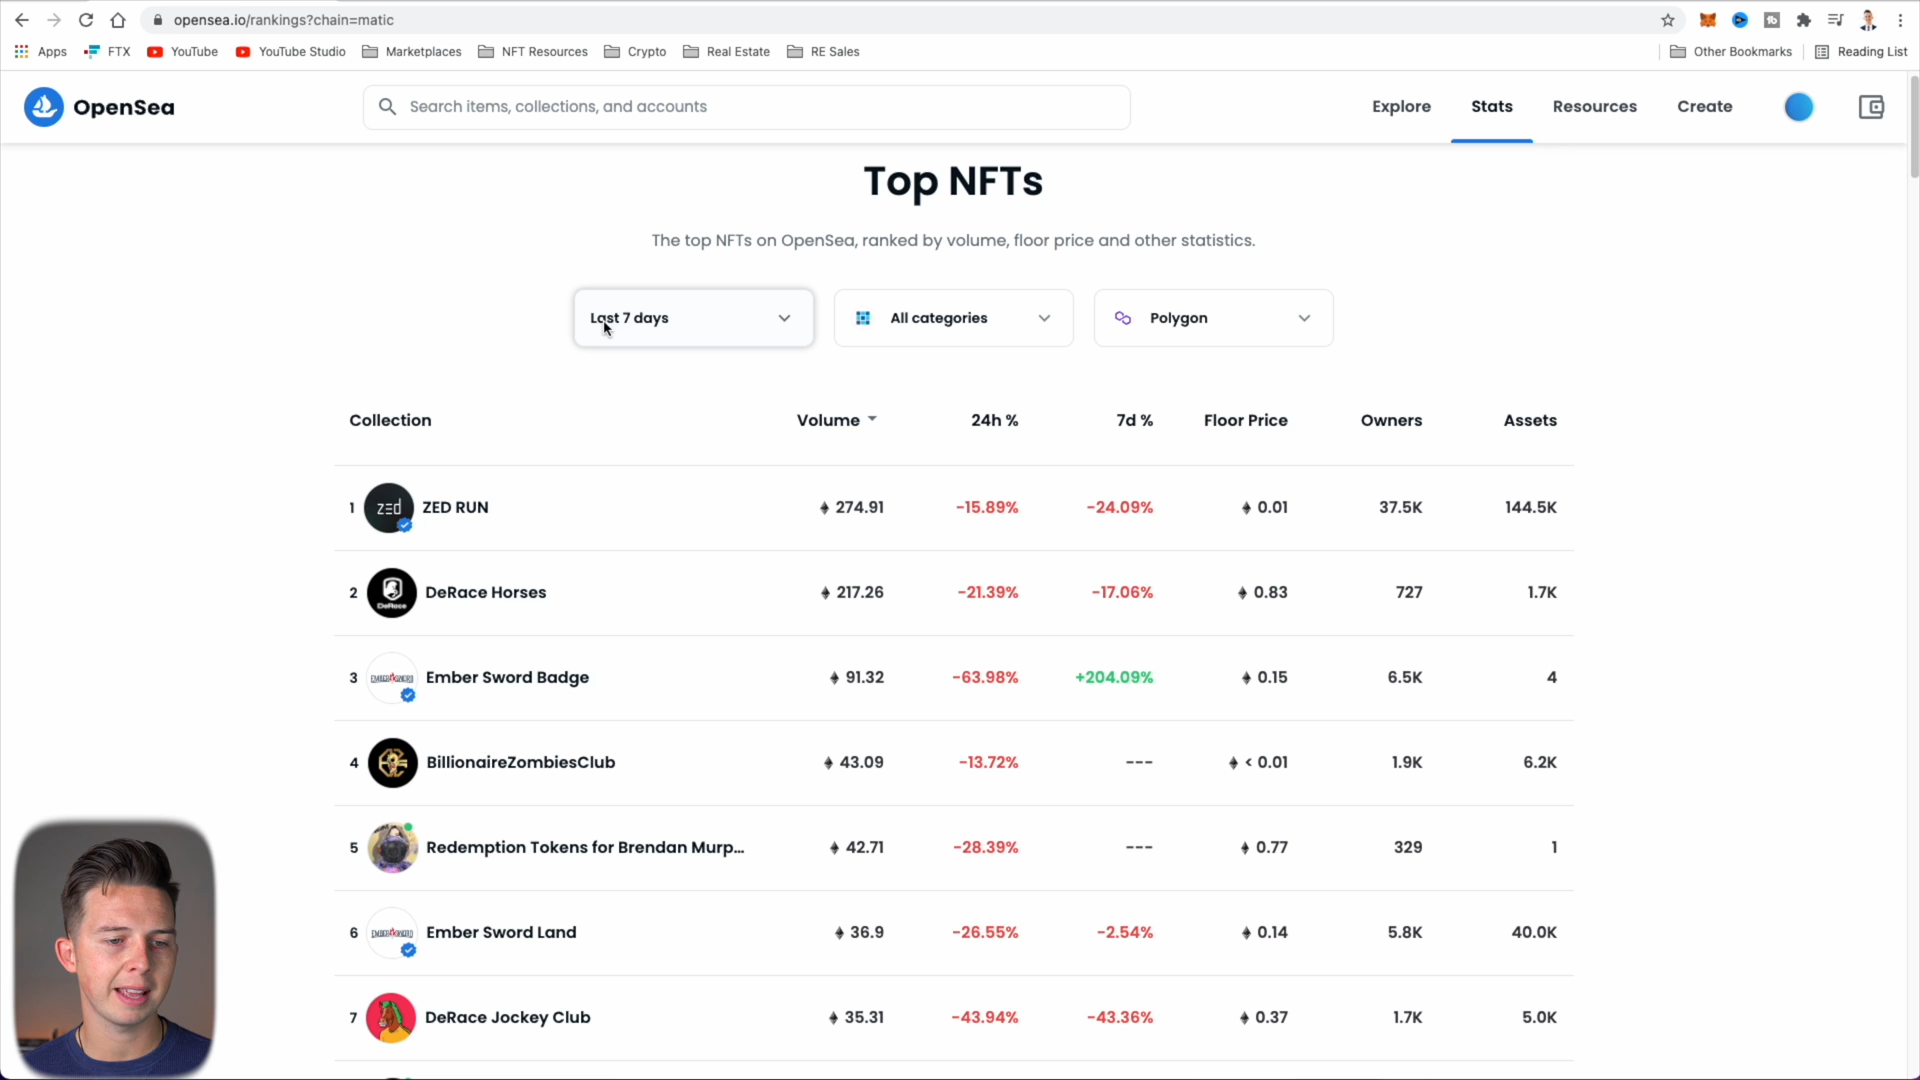 opensea.io/rankings?chain=matic
Apps FTX YouTube YouTube Studio Marketplaces NFT Resources Crypto Real Estate RE Sales Other Bookmarks Reading List
OpenSea Search items, collections, and accounts Explore Stats Resources Create
Top NFTs
The top NFTs on OpenSea, ranked by volume, floor price and other statistics.
Last 7 days All categories Polygon
Collection Volume 24h % 7d % Floor Price Owners Assets
1 zed ZED RUN 274.91 -15.89% -24.09% 0.01 37.5K 144.5K
2 DeRace DeRace Horses 217.26 -21.39% -17.06% 0.83 727 1.7K
3 EMBER SWORD Ember Sword Badge 91.32 -63.98% +204.09% 0.15 6.5K 4
4 BillionaireZombiesClub 43.09 -13.72% --- < 0.01 1.9K 6.2K
5 Redemption Tokens for Brendan Murp... 42.71 -28.39% --- 0.77 329 1
6 EMBER SWORD Ember Sword Land 36.9 -26.55% -2.54% 0.14 5.8K 40.0K
7 DeRace Jockey Club 35.31 -43.94% -43.36% 0.37 1.7K 5.0K